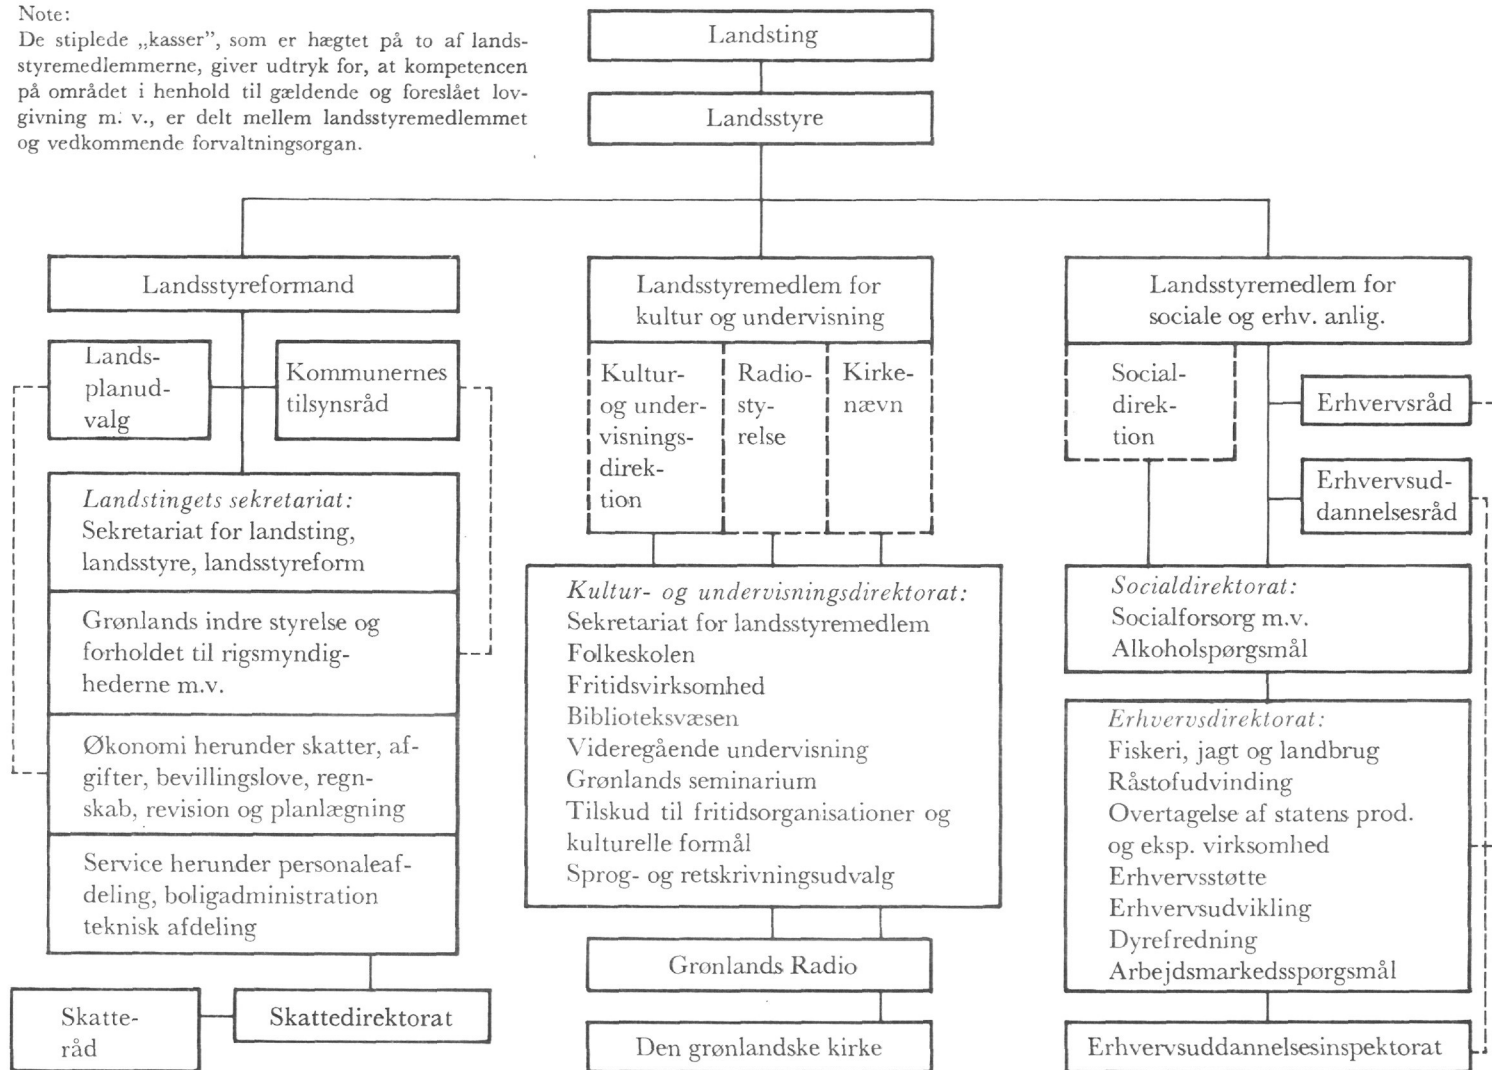 Note:
De stiplede „kasser”, som er hægtet på to af lands-
styremedlemmerne, giver udtryk for, at kompetencen
på området i henhold til gældende og foreslået lov-
givning m. v., er delt mellem landsstyremedlemmet
og vedkommende forvaltningsorgan.
Landsting
Landsstyre
Landsstyreformand
Lands-
planud-
valg
Kommunernes
tilsynsråd
Landstingets sekretariat:
Sekretariat for landsting,
landsstyre, landsstyreform
Grønlands indre styrelse og
forholdet til rigsmyndig-
hederne m.v.
Økonomi herunder skatter, af-
gifter, bevillingslove, regn-
skab, revision og planlægning
Service herunder personaleaf-
deling, boligadministration
teknisk afdeling
Skatte-
råd
Skattedirektorat
Landsstyremedlem for
kultur og undervisning
Kultur-
og under-
visnings-
direk-
tion
Radio-
sty-
relse
Kirke-
nævn
Kultur- og undervisningsdirektorat:
Sekretariat for landsstyremedlem
Folkeskolen
Fritidsvirksomhed
Biblioteksvæsen
Videregående undervisning
Grønlands seminarium
Tilskud til fritidsorganisationer og
kulturelle formål
Sprog- og retskrivningsudvalg
Grønlands Radio
Den grønlandske kirke
Landsstyremedlem for
sociale og erhv. anlig.
Social-
direk-
tion
Erhvervsråd
Erhvervsud-
dannelsesråd
Socialdirektorat:
Socialforsorg m.v.
Alkoholspørgsmål
Erhvervsdirektorat:
Fiskeri, jagt og landbrug
Råstofudvinding
Overtagelse af statens prod.
og eksp. virksomhed
Erhvervsstøtte
Erhvervsudvikling
Dyrefredning
Arbejdsmarkedsspørgsmål
Erhvervsuddannelsesinspektorat